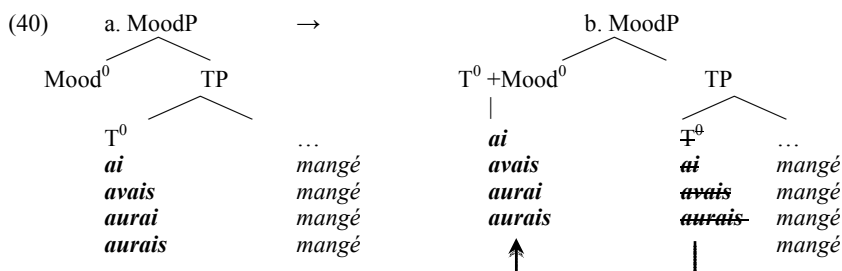 (40) a. MoodP → b. MoodP
Mood⁰ TP T⁰ +Mood⁰ TP
T⁰ … ai T⁰ …
ai mangé avais ai mangé
avais mangé aurai avais mangé
aurai mangé aurais aurais mangé
aurais mangé mangé